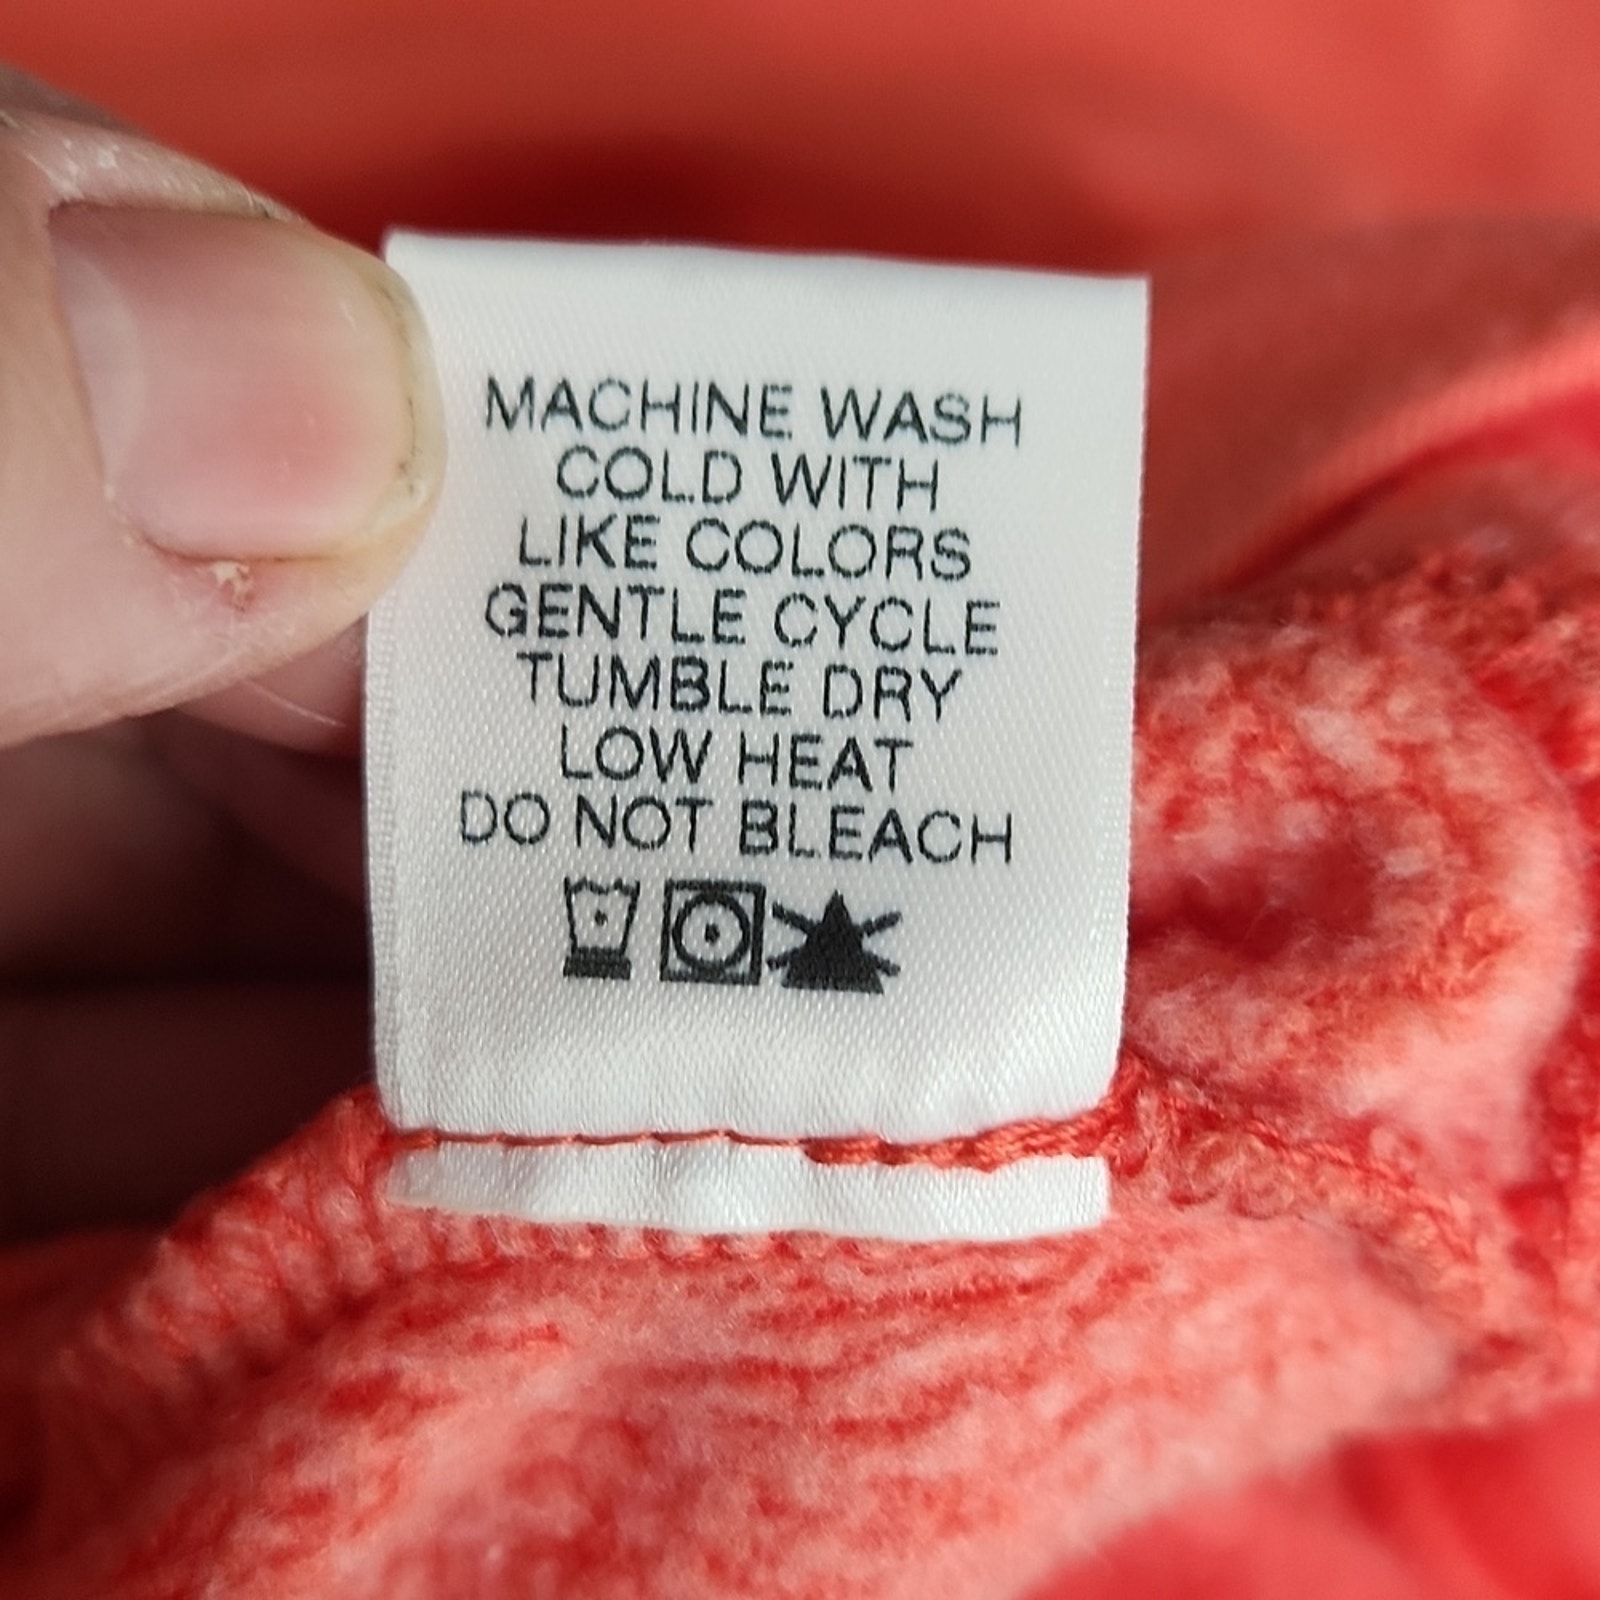 MACHINE WASH
COLD WITH
LIKE COLORS
GENTLE CYCLE
TUMBLE DRY
LOW HEAT
DO NOT BLEACH